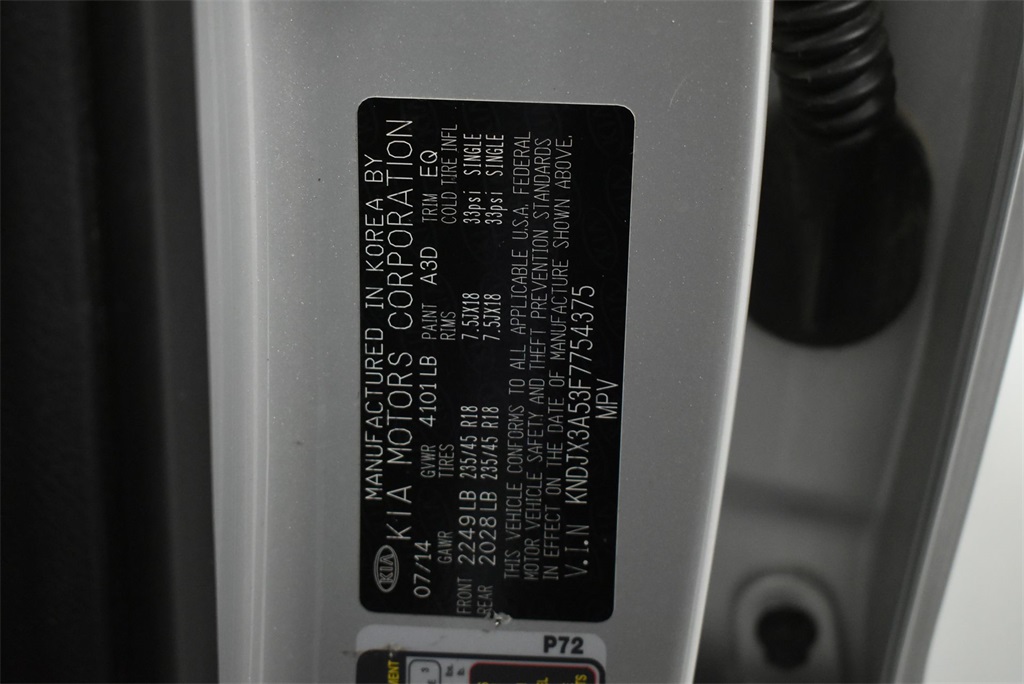 MANUFACTURED IN KOREA BY
KIA KIA MOTORS CORPORATION
07/14 GVWR 4101LB PAINT A3D TRIM EQ
GAWR TIRES RIMS COLD TIRE INFL
FRONT 2249LB 235/45 R18 7.5JX18 33psi SINGLE
REAR 2028LB 235/45 R18 7.5JX18 33psi SINGLE
THIS VEHICLE CONFORMS TO ALL APPLICABLE U.S.A. FEDERAL
MOTOR VEHICLE SAFETY AND THEFT PREVENTION STANDARDS
IN EFFECT ON THE DATE OF MANUFACTURE SHOWN ABOVE.
V.I.N KNDJX3A53F7754375
MPV
P72